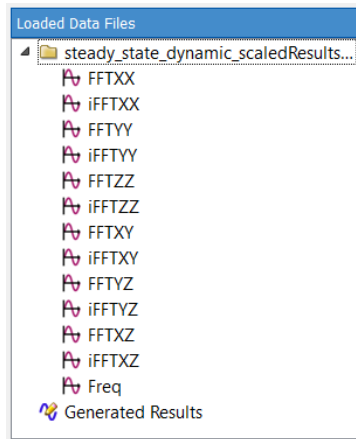 Loaded Data Files
steady_state_dynamic_scaledResults...
FFTXX
iFFTXX
FFTYY
iFFTYY
FFTZZ
iFFTZZ
FFTXY
iFFTXY
FFTYZ
iFFTYZ
FFTXZ
iFFTXZ
Freq
Generated Results